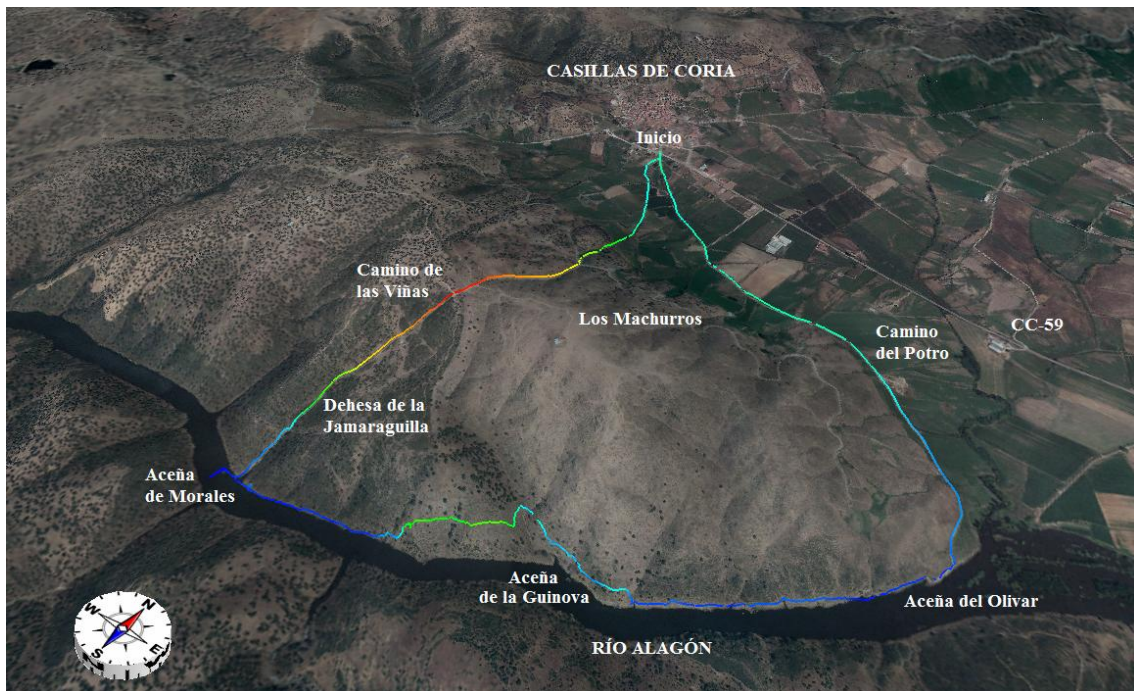 CASILLAS DE CORIA
Inicio
Camino de
las Viñas
Los Machurros
CC-59
Camino
del Potro
Dehesa de la
Jamaraguilla
Aceña
de Morales
Aceña
de la Guinova
Aceña del Olivar
RÍO ALAGÓN
N
W
E
S